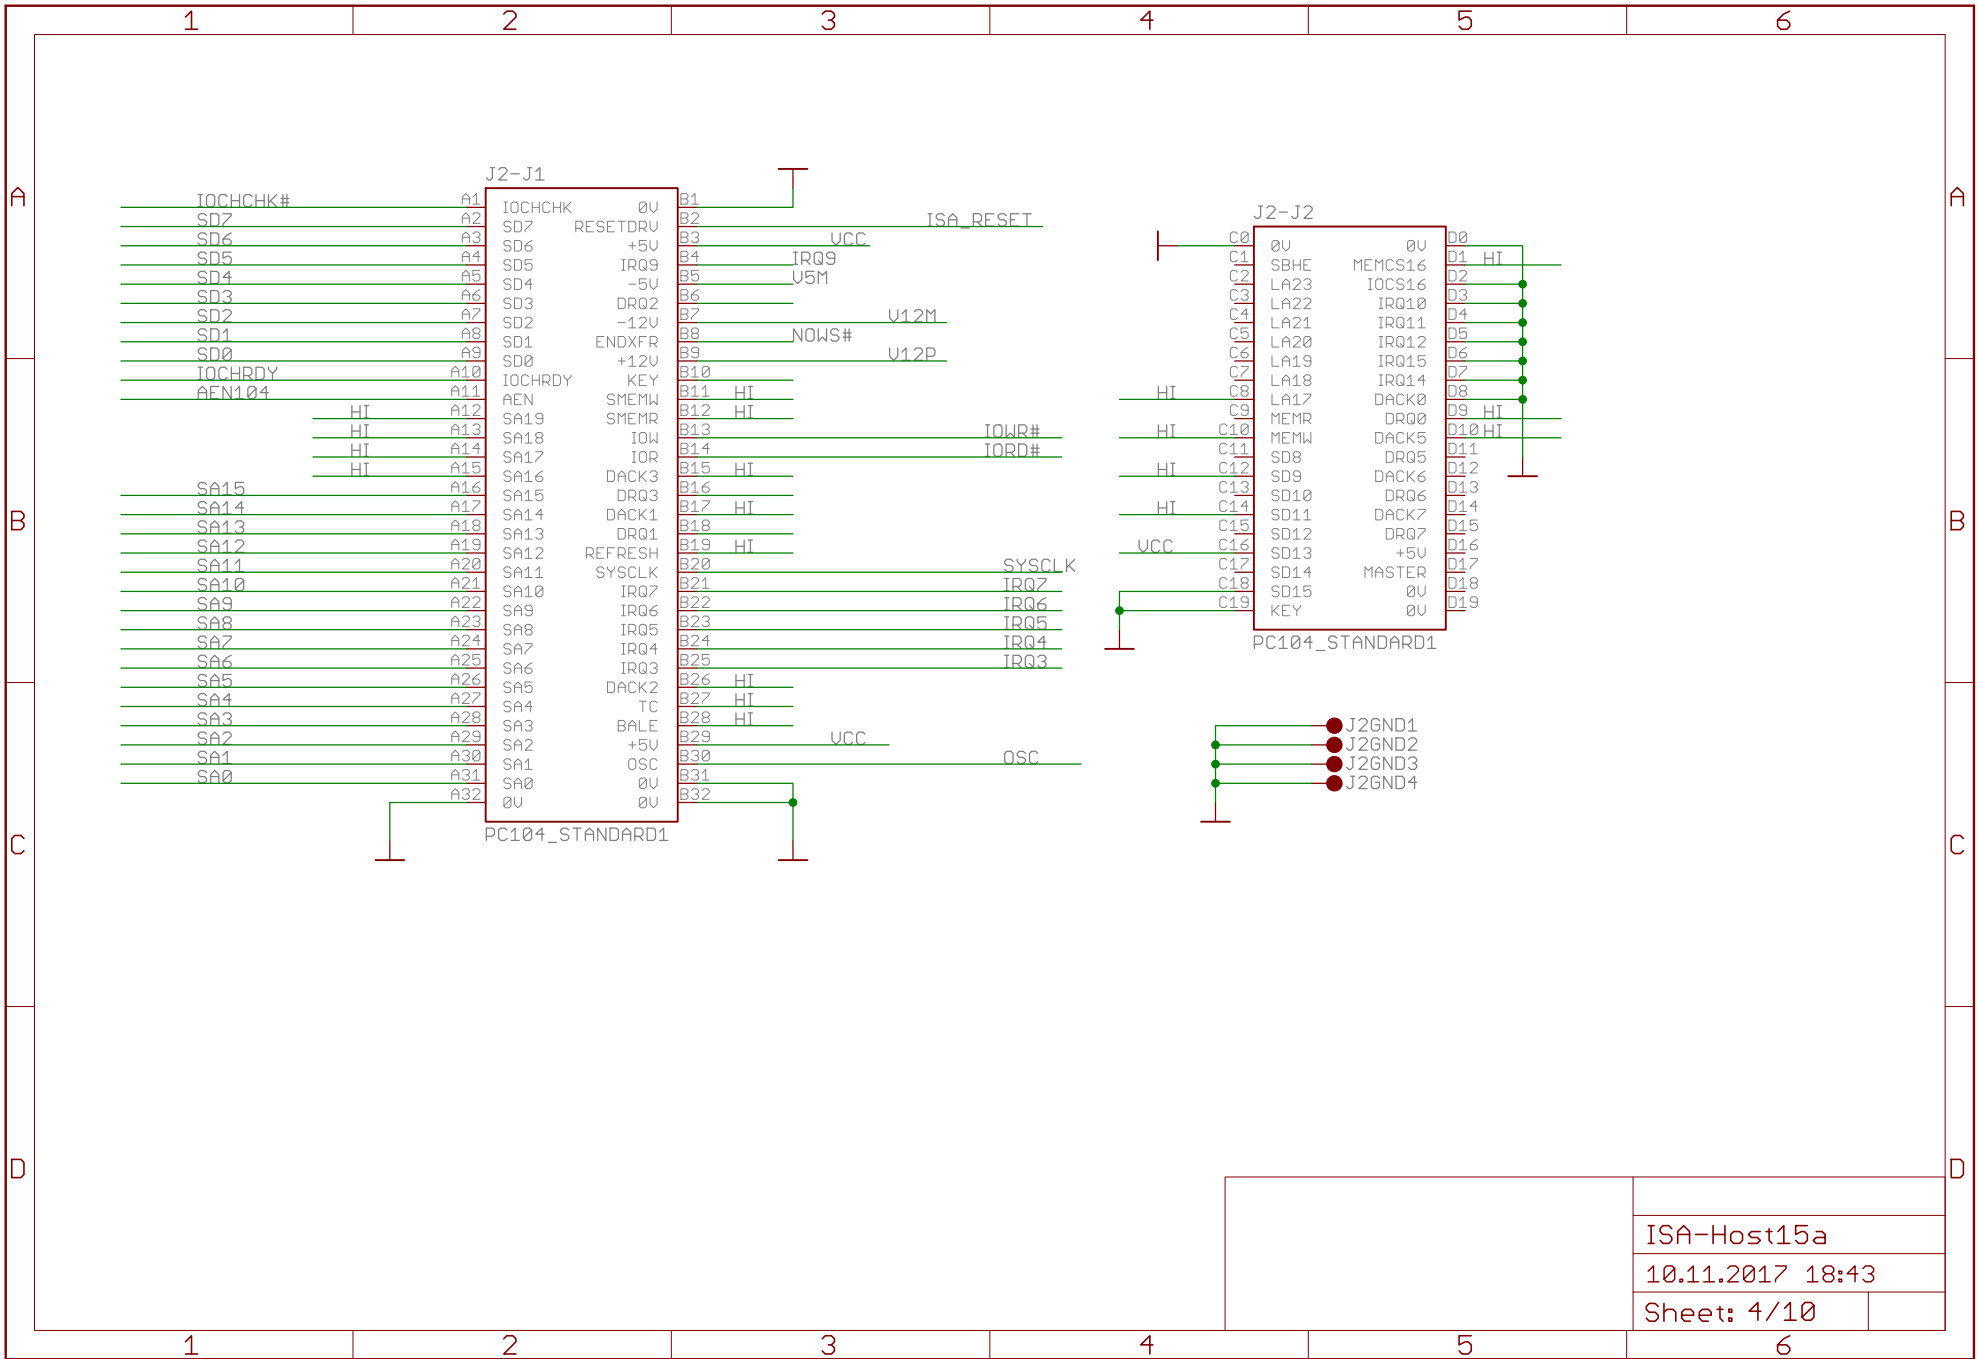 1 2 3 4 5 6
A A
B B
C C
D D
J2-J1
IOCHCHK# A1 IOCHCHK 0V B1
SD7 A2 SD7 RESETDRV B2 ISA_RESET
SD6 A3 SD6 +5V B3 VCC
SD5 A4 SD5 IRQ9 B4 IRQ9
SD4 A5 SD4 -5V B5 V5M
SD3 A6 SD3 DRQ2 B6
SD2 A7 SD2 -12V B7 V12M
SD1 A8 SD1 ENDXFR B8 NOWS#
SD0 A9 SD0 +12V B9 V12P
IOCHRDY A10 IOCHRDY KEY B10
AEN104 A11 AEN SMEMW B11 HI
HI A12 SA19 SMEMR B12 HI
HI A13 SA18 IOW B13 IOWR#
HI A14 SA17 IOR B14 IORD#
HI A15 SA16 DACK3 B15 HI
SA15 A16 SA15 DRQ3 B16
SA14 A17 SA14 DACK1 B17 HI
SA13 A18 SA13 DRQ1 B18
SA12 A19 SA12 REFRESH B19 HI
SA11 A20 SA11 SYSCLK B20 SYSCLK
SA10 A21 SA10 IRQ7 B21 IRQ7
SA9 A22 SA9 IRQ6 B22 IRQ6
SA8 A23 SA8 IRQ5 B23 IRQ5
SA7 A24 SA7 IRQ4 B24 IRQ4
SA6 A25 SA6 IRQ3 B25 IRQ3
SA5 A26 SA5 DACK2 B26 HI
SA4 A27 SA4 TC B27 HI
SA3 A28 SA3 BALE B28 HI
SA2 A29 SA2 +5V B29 VCC
SA1 A30 SA1 OSC B30 OSC
SA0 A31 SA0 0V B31
A32 0V 0V B32
PC104_STANDARD1
J2-J2
C0 0V 0V D0
C1 SBHE MEMCS16 D1 HI
C2 LA23 IOCS16 D2
C3 LA22 IRQ10 D3
C4 LA21 IRQ11 D4
C5 LA20 IRQ12 D5
C6 LA19 IRQ15 D6
C7 LA18 IRQ14 D7
HI C8 LA17 DACK0 D8
C9 MEMR DRQ0 D9 HI
HI C10 MEMW DACK5 D10 HI
C11 SD8 DRQ5 D11
HI C12 SD9 DACK6 D12
C13 SD10 DRQ6 D13
HI C14 SD11 DACK7 D14
C15 SD12 DRQ7 D15
VCC C16 SD13 +5V D16
C17 SD14 MASTER D17
C18 SD15 0V D18
C19 KEY 0V D19
PC104_STANDARD1
J2GND1
J2GND2
J2GND3
J2GND4
ISA-Host15a
10.11.2017 18:43
Sheet: 4/10
1 2 3 4 5 6